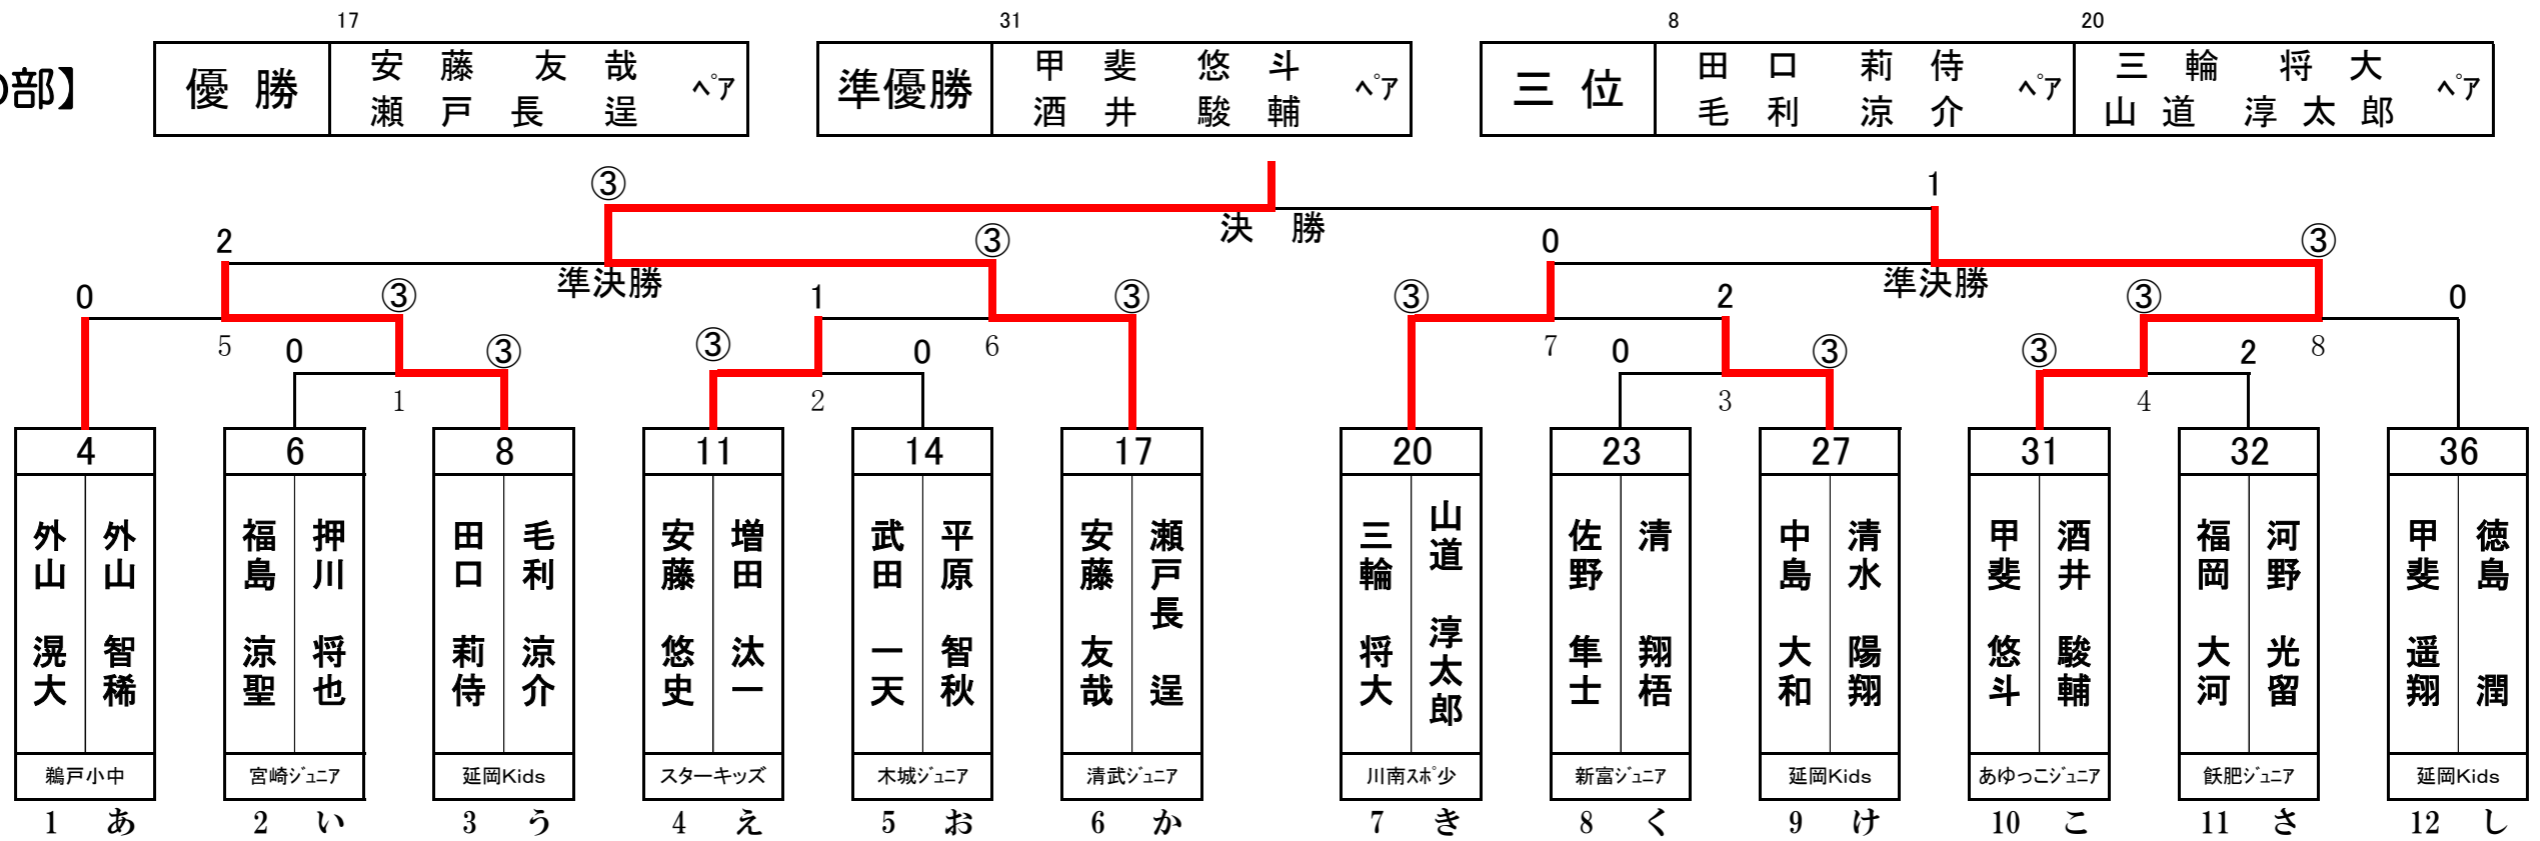 17 31 8 20
の部】 優 勝 安 藤 友 哉 瀬 戸 長 逞 ペア 準優勝 甲 斐 悠 斗 酒 井 駿 輔 ペア 三 位 田 口 莉 侍 毛 利 涼 介 ペア 三 輪 将 大 山 道 淳 太 郎 ペア
③ 1
決 勝
2 ③ 0 ③
準決勝 準決勝
0 ③ 1 ③ ③ 2 ③ 0
5 6 7 8
0 ③ ③ 0 0 ③ ③ 2
1 2 3 4
4 6 8 11 14 17 20 23 27 31 32 36
外山 滉大 外山 智稀
福島 涼聖 押川 将也
田口 莉侍 毛利 涼介
安藤 悠史 増田 汰一
武田 一天 平原 智秋
安藤 友哉 瀬戸長 逞
三輪 将大 山道 淳太郎
佐野 隼士 清 翔梧
中島 大和 清水 陽翔
甲斐 悠斗 酒井 駿輔
福岡 大河 河野 光留
甲斐 遥翔 徳島 潤
鵜戸小中 宮崎ジュニア 延岡Kids スターキッズ 木城ジュニア 清武ジュニア 川南スポ少 新富ジュニア 延岡Kids あゆっこジュニア 飫肥ジュニア 延岡Kids
1 あ 2 い 3 う 4 え 5 お 6 か 7 き 8 く 9 け 10 こ 11 さ 12 し